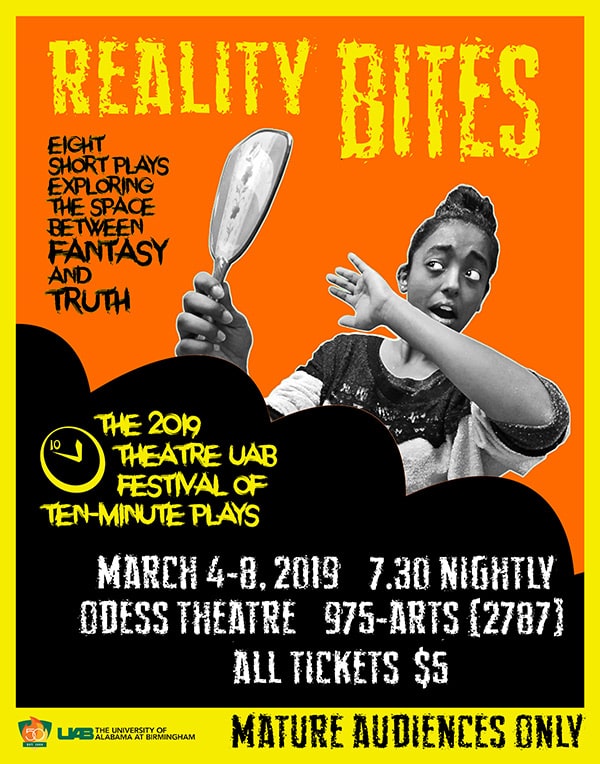 REALITY BITES
EIGHT
SHORT PLAYS
EXPLORING
THE SPACE
BETWEEN
FANTASY
AND
TRUTH
10
THE 2019
THEATRE UAB
FESTIVAL OF
TEN-MINUTE PLAYS
MARCH 4-8, 2019 7.30 NIGHTLY
ODESS THEATRE 975-ARTS (2787)
ALL TICKETS $5
50
UAB THE UNIVERSITY OF
ALABAMA AT BIRMINGHAM
MATURE AUDIENCES ONLY